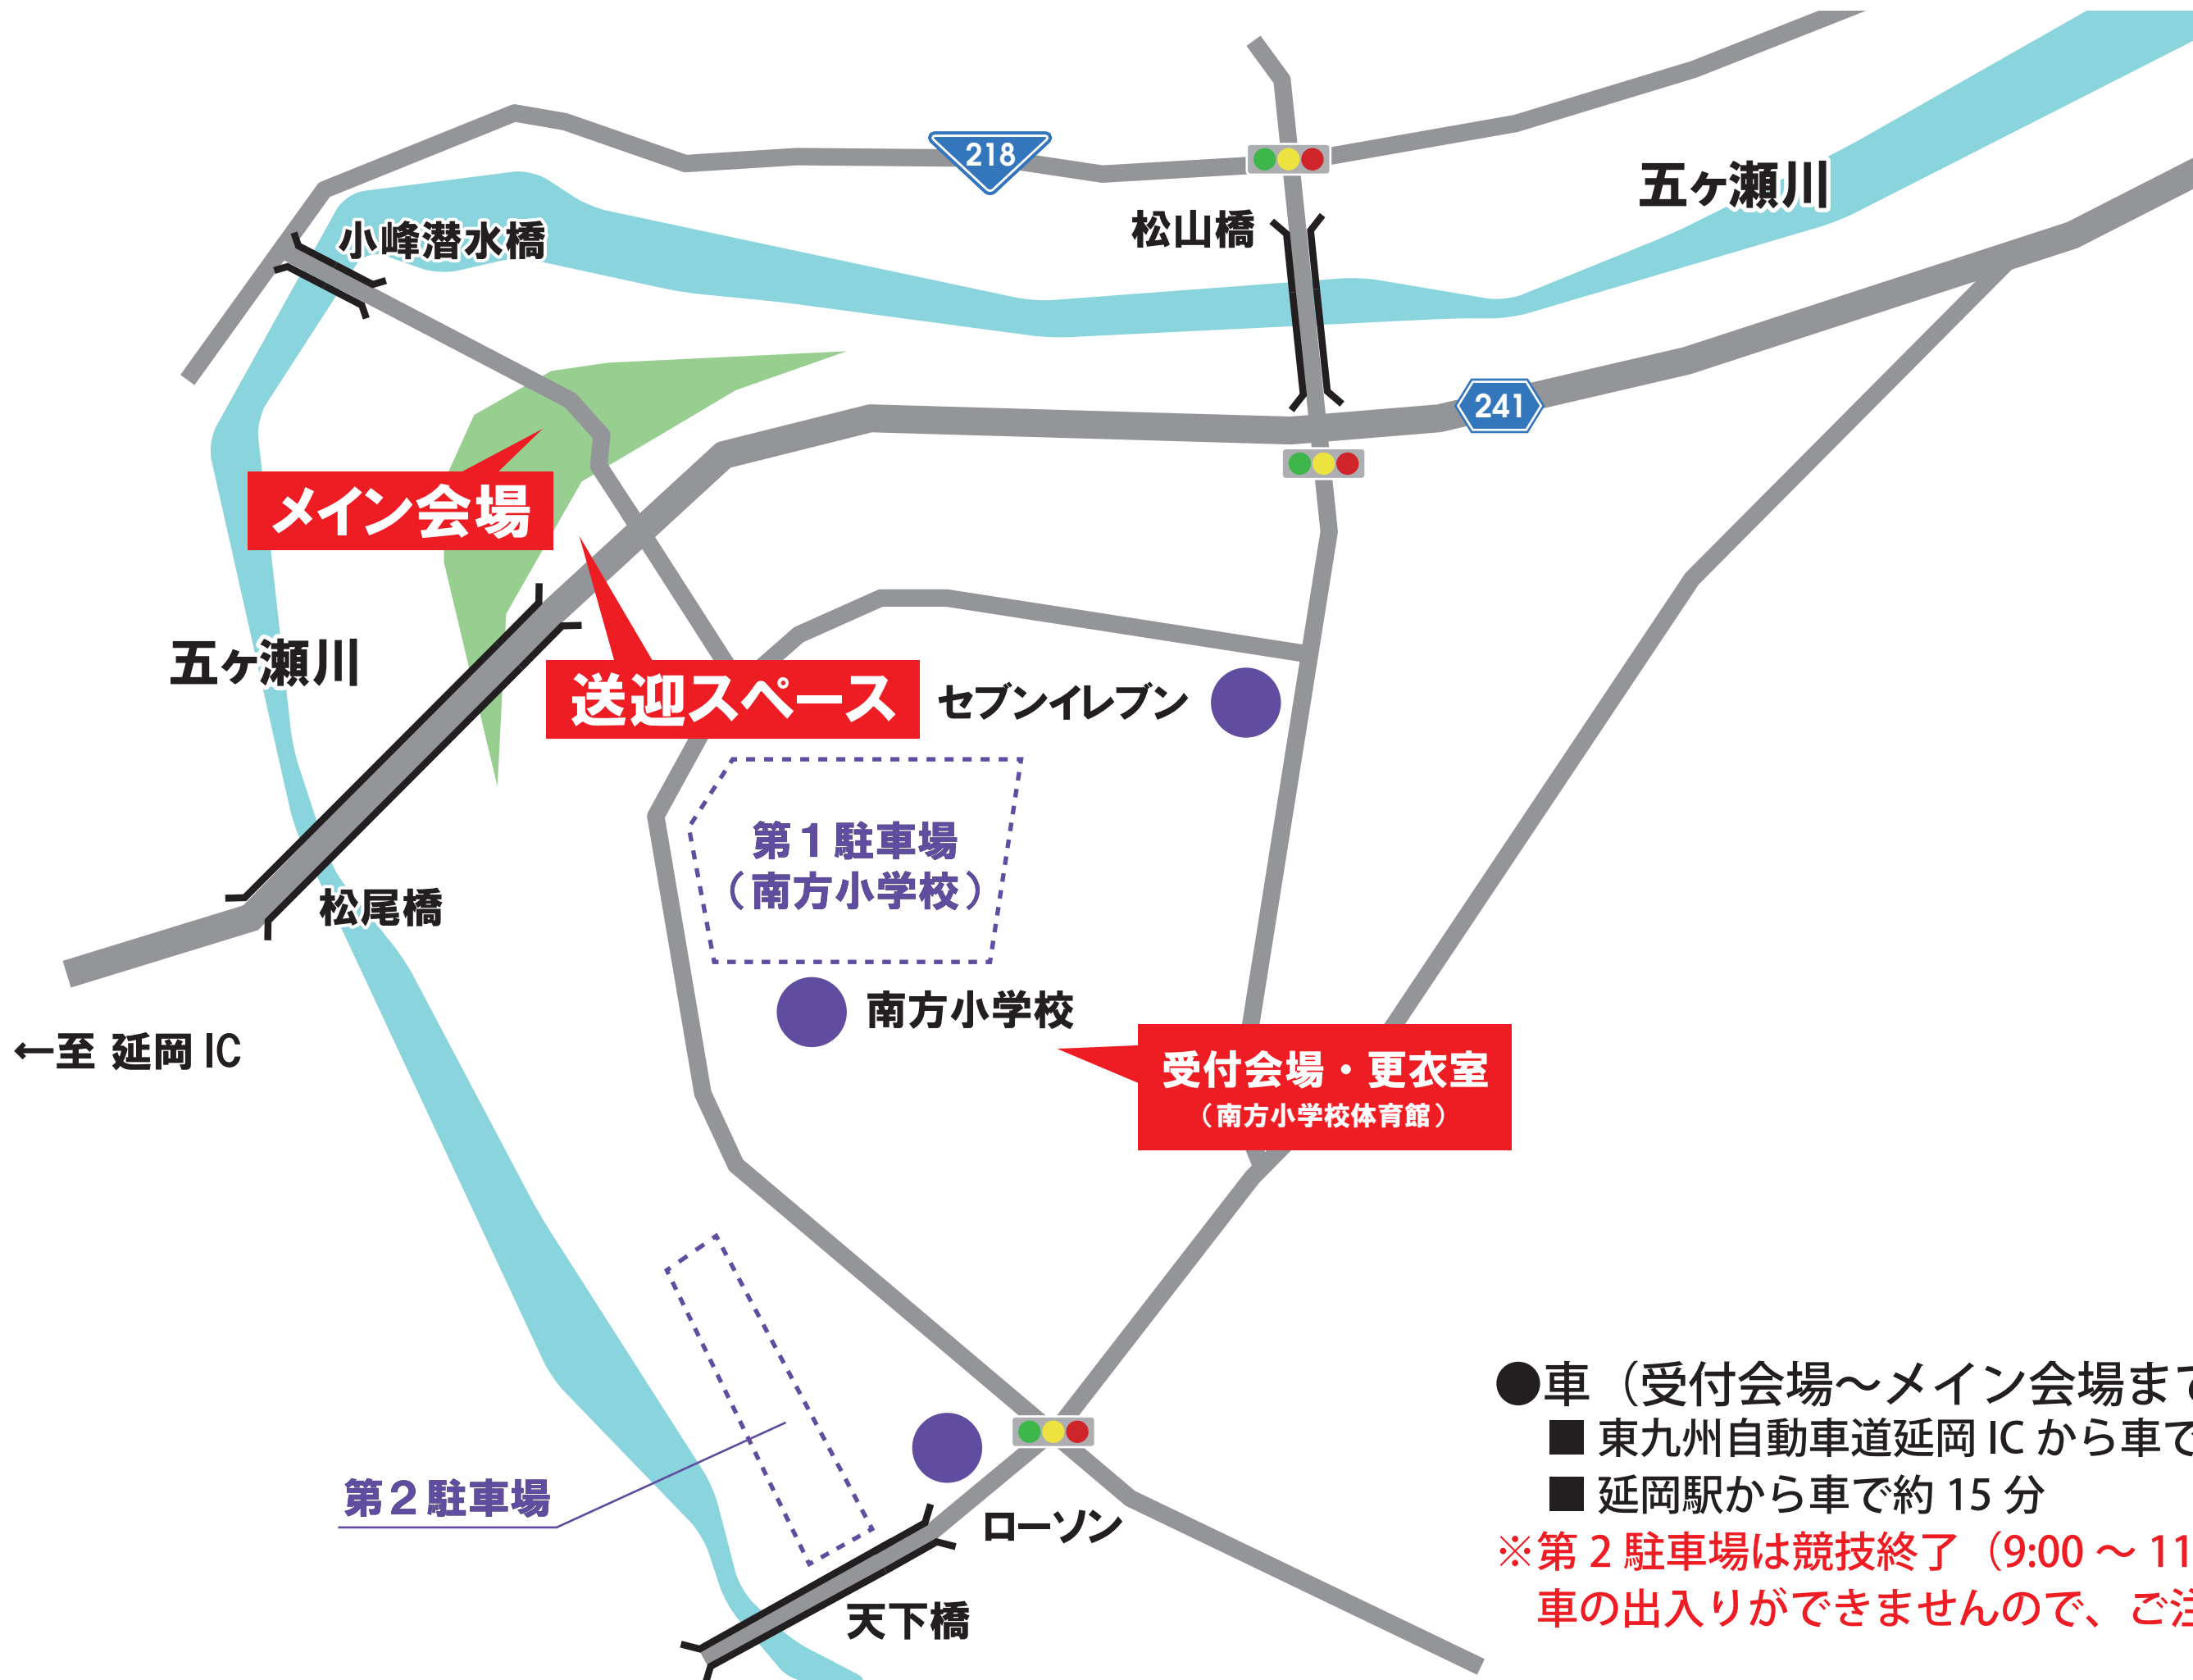 218
五ヶ瀬川
小峰潜水橋
松山橋
241
メイン会場
五ヶ瀬川
送迎スペース
セブンイレブン
第1駐車場
（南方小学校）
松尾橋
南方小学校
←至 延岡 IC
受付会場・更衣室
（南方小学校体育館）
●車（受付会場～メイン会場ま
■ 東九州自動車道延岡 IC から車で
■ 延岡駅から車で約 15 分
第2駐車場
ローソン
※第 2 駐車場は競技終了（9:00 ～ 11
車の出入りができませんので、ご注
天下橋